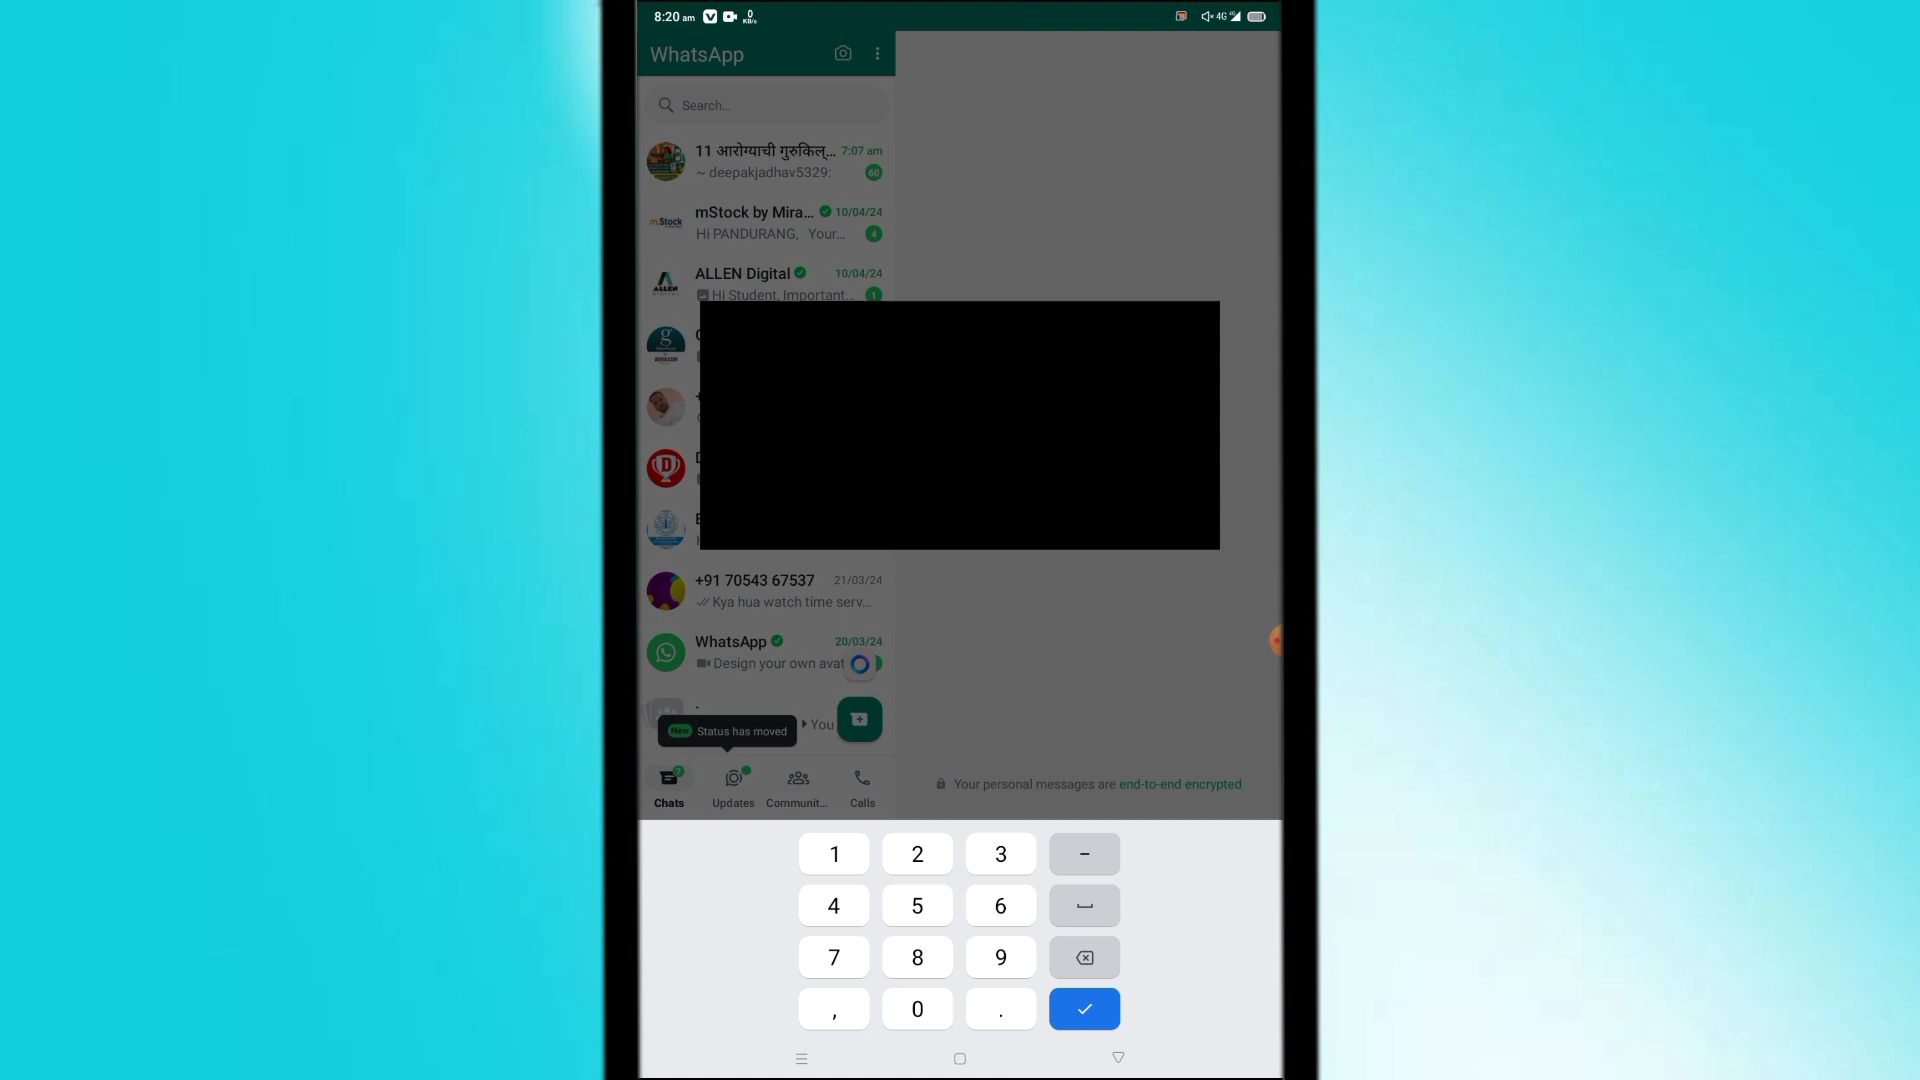 8:20 am
0
KB/s
4G
WhatsApp
Search...
11 आरोग्याची गुरुकिल्... 7:07 am
~ deepakjadhav5329: 60
mStock by Mira... 10/04/24
Hi PANDURANG, Your... 4
ALLEN Digital 10/04/24
Hi Student, Important... 1
+91 70543 67537 21/03/24
Kya hua watch time serv...
WhatsApp 20/03/24
Design your own avat
You
New Status has moved
7
Chats Updates Communit... Calls
Your personal messages are end-to-end encrypted
1 2 3 -
4 5 6
7 8 9
, 0 .